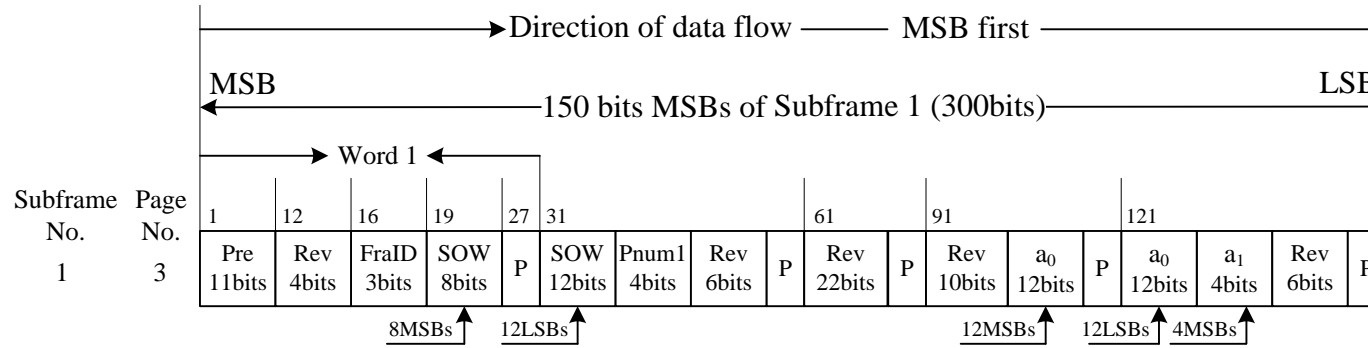 Direction of data flow MSB first
MSB LSB
150 bits MSBs of Subframe 1 (300bits)
Word 1
Subframe No. Page No.
1 12 16 19 27 31 61 91 121
1 3
Pre 11bits
Rev 4bits
FraID 3bits
SOW 8bits
P
SOW 12bits
Pnum1 4bits
Rev 6bits
P
Rev 22bits
P
Rev 10bits
a₀ 12bits
P
a₀ 12bits
a₁ 4bits
Rev 6bits
P
8MSBs 12LSBs 12MSBs 12LSBs 4MSBs